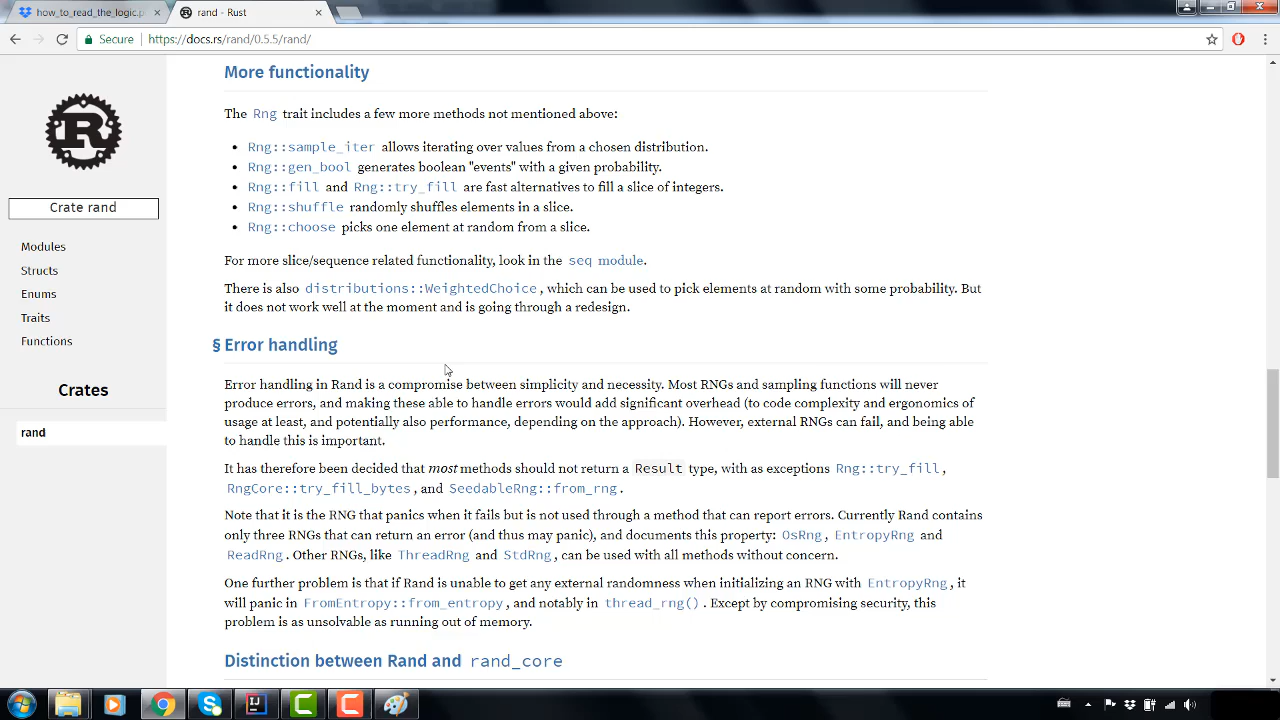 how_to_read_the_logic.p
rand - Rust
Secure
https://docs.rs/rand/0.5.5/rand/
R
Crate rand
Modules
Structs
Enums
Traits
Functions
Crates
rand
More functionality
The Rng trait includes a few more methods not mentioned above:
• Rng::sample_iter allows iterating over values from a chosen distribution.
• Rng::gen_bool generates boolean "events" with a given probability.
• Rng::fill and Rng::try_fill are fast alternatives to fill a slice of integers.
• Rng::shuffle randomly shuffles elements in a slice.
• Rng::choose picks one element at random from a slice.
For more slice/sequence related functionality, look in the seq module.
There is also distributions::WeightedChoice, which can be used to pick elements at random with some probability. But
it does not work well at the moment and is going through a redesign.
§ Error handling
Error handling in Rand is a compromise between simplicity and necessity. Most RNGs and sampling functions will never
produce errors, and making these able to handle errors would add significant overhead (to code complexity and ergonomics
of usage at least, and potentially also performance, depending on the approach). However, external RNGs can fail, and being able
to handle this is important.
It has therefore been decided that most methods should not return a Result type, with as exceptions Rng::try_fill,
RngCore::try_fill_bytes, and SeedableRng::from_rng.
Note that it is the RNG that panics when it fails but is not used through a method that can report errors. Currently Rand contains
only three RNGs that can return an error (and thus may panic), and documents this property: OsRng, EntropyRng and
ReadRng. Other RNGs, like ThreadRng and StdRng, can be used with all methods without concern.
One further problem is that if Rand is unable to get any external randomness when initializing an RNG with EntropyRng, it
will panic in FromEntropy::from_entropy, and notably in thread_rng(). Except by compromising security, this
problem is as unsolvable as running out of memory.
Distinction between Rand and rand_core